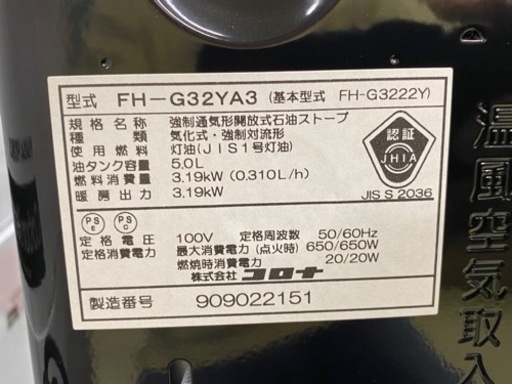 型式 FH-G32YA3 (基本型式 FH-G3222Y)
規格名称 強制通気形開放式石油ストーブ
種類 気化式・強制対流形
使用燃料 灯油(JIS1号灯油)
油タンク容量 5.0L
燃料消費量 3.19kW (0.310L/h)
暖房出力 3.19kW
認証
JHIA
JIS S 2036
PS E PS C
定格電圧 100V 定格周波数 50/60Hz
定格消費電力 最大消費電力(点火時) 650/650W
燃焼時消費電力 20/20W
株式会社 コロナ
製造番号 909022151
温風空気取入